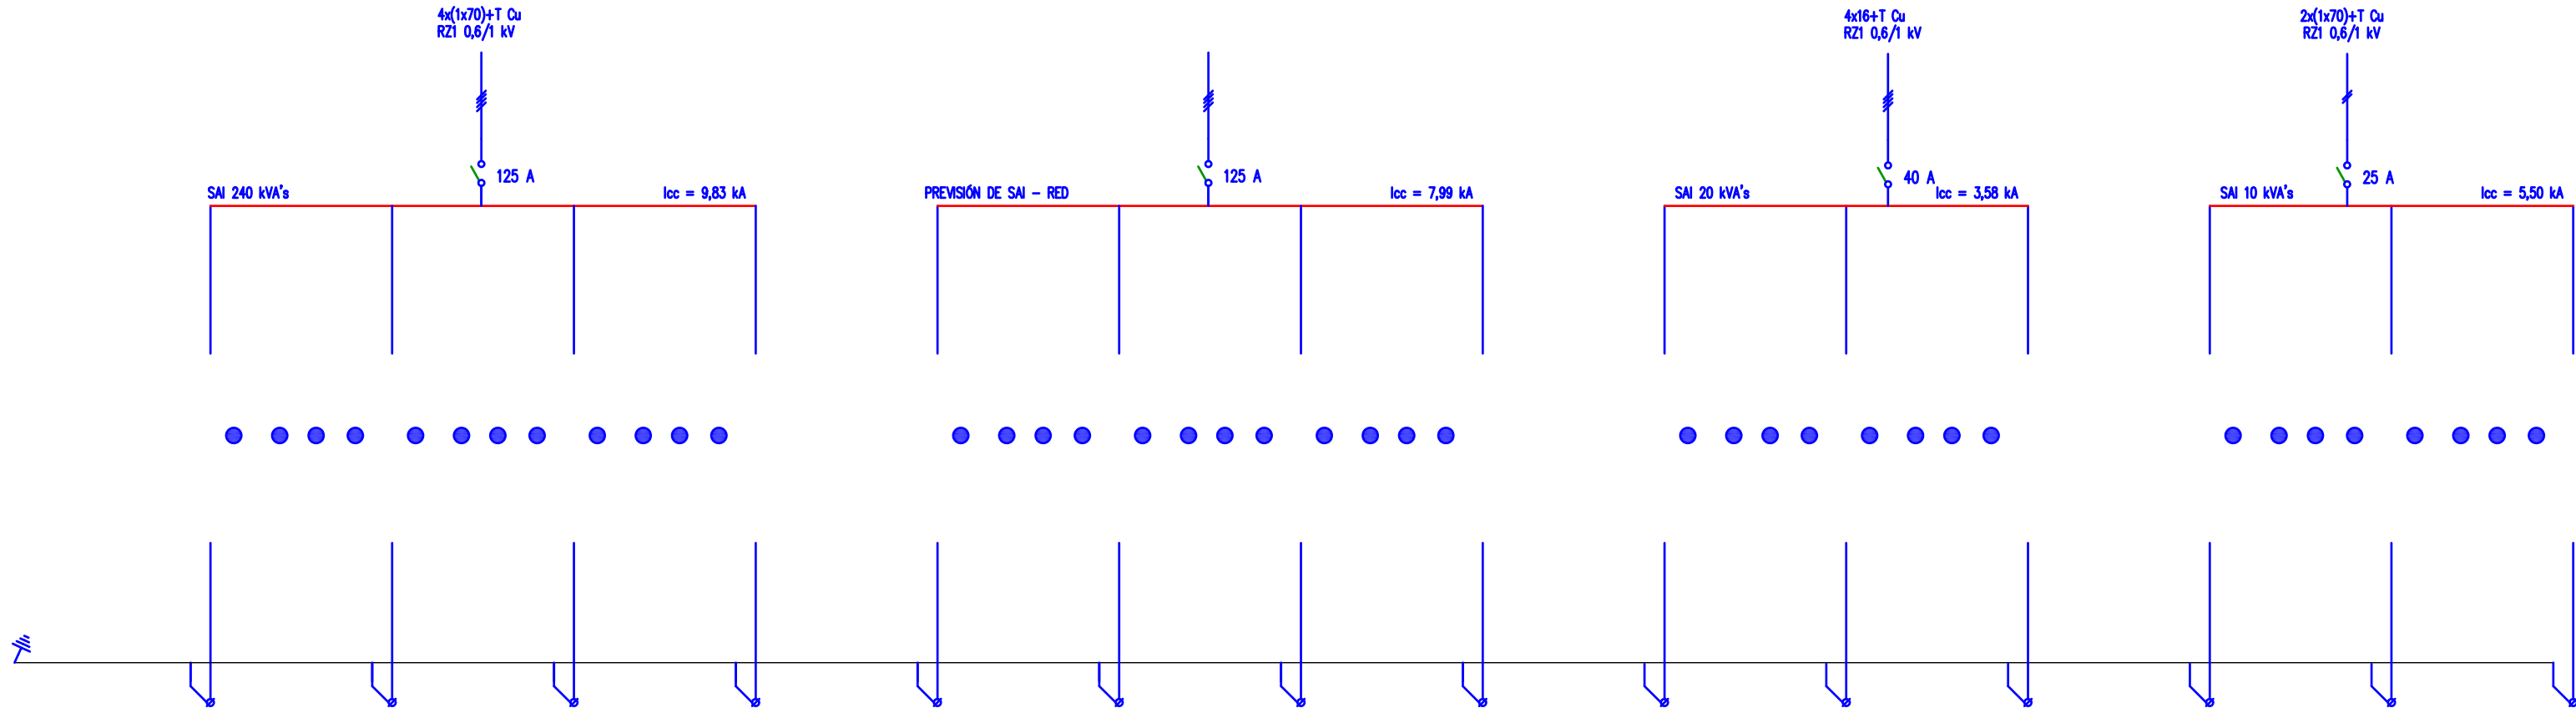 4x(1x70)+T Cu
RZ1 0,6/1 kV
125 A
SAI 240 kVA's
Icc = 9,83 kA
125 A
PREVISIÓN DE SAI - RED
Icc = 7,99 kA
4x16+T Cu
RZ1 0,6/1 kV
40 A
SAI 20 kVA's
Icc = 3,58 kA
2x(1x70)+T Cu
RZ1 0,6/1 kV
25 A
SAI 10 kVA's
Icc = 5,50 kA